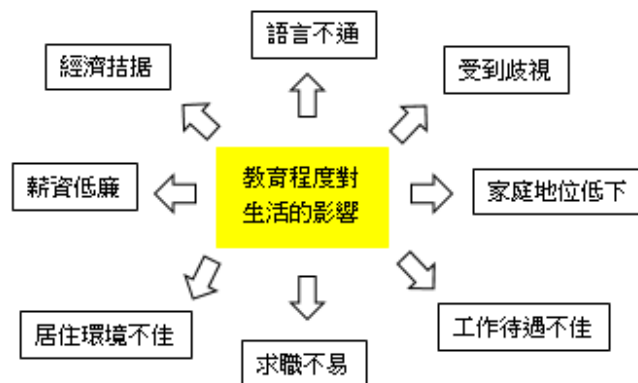 語言不通
經濟拮据
受到歧視
薪資低廉
教育程度對
生活的影響
家庭地位低下
居住環境不佳
工作待遇不佳
求職不易